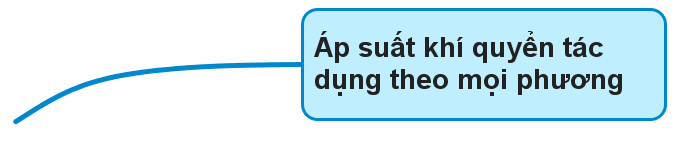 Áp suất khí quyển tác
dụng theo mọi phương